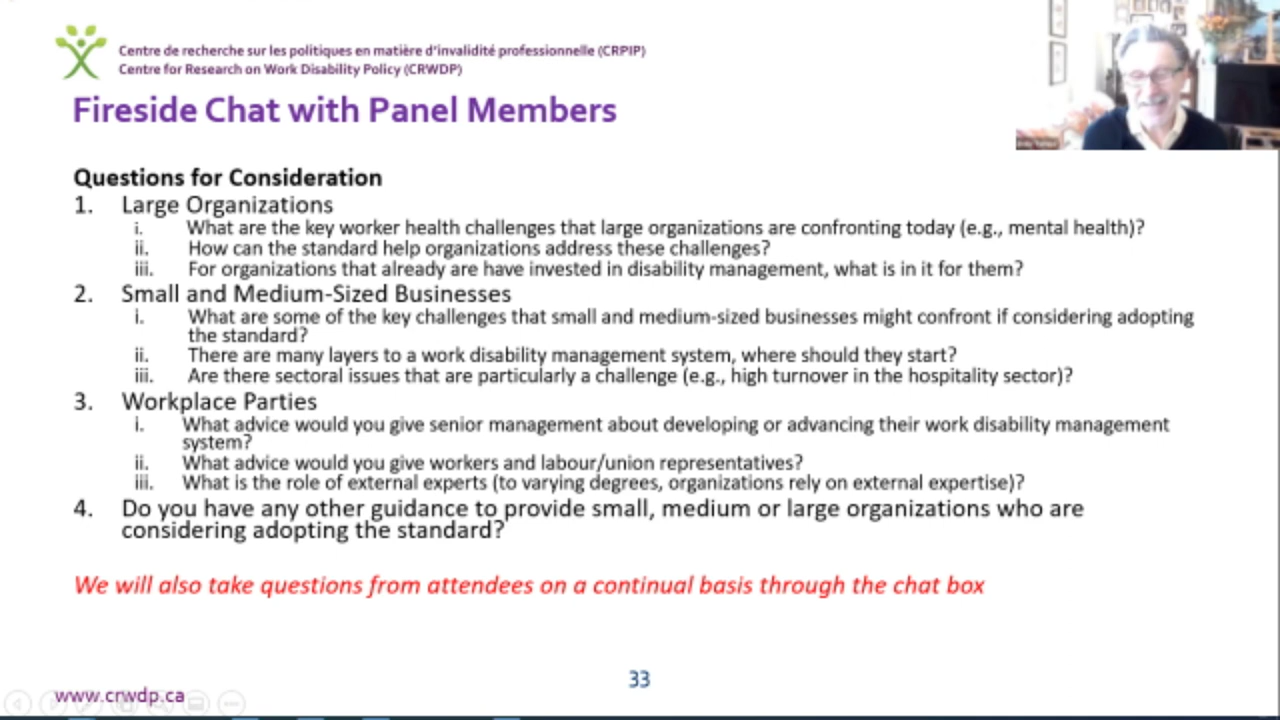 Centre de recherche sur les politiques en matière d'invalidité professionnelle (CRPIP)
Centre for Research on Work Disability Policy (CRWDP)
Fireside Chat with Panel Members
Questions for Consideration
1. Large Organizations
i. What are the key worker health challenges that large organizations are confronting today (e.g., mental health)?
ii. How can the standard help organizations address these challenges?
iii. For organizations that already are have invested in disability management, what is in it for them?
2. Small and Medium-Sized Businesses
i. What are some of the key challenges that small and medium-sized businesses might confront if considering adopting
the standard?
ii. There are many layers to a work disability management system, where should they start?
iii. Are there sectoral issues that are particularly a challenge (e.g., high turnover in the hospitality sector)?
3. Workplace Parties
i. What advice would you give senior management about developing or advancing their work disability management
system?
ii. What advice would you give workers and labour/union representatives?
iii. What is the role of external experts (to varying degrees, organizations rely on external expertise)?
4. Do you have any other guidance to provide small, medium or large organizations who are
considering adopting the standard?
We will also take questions from attendees on a continual basis through the chat box
33
www.crwdp.ca